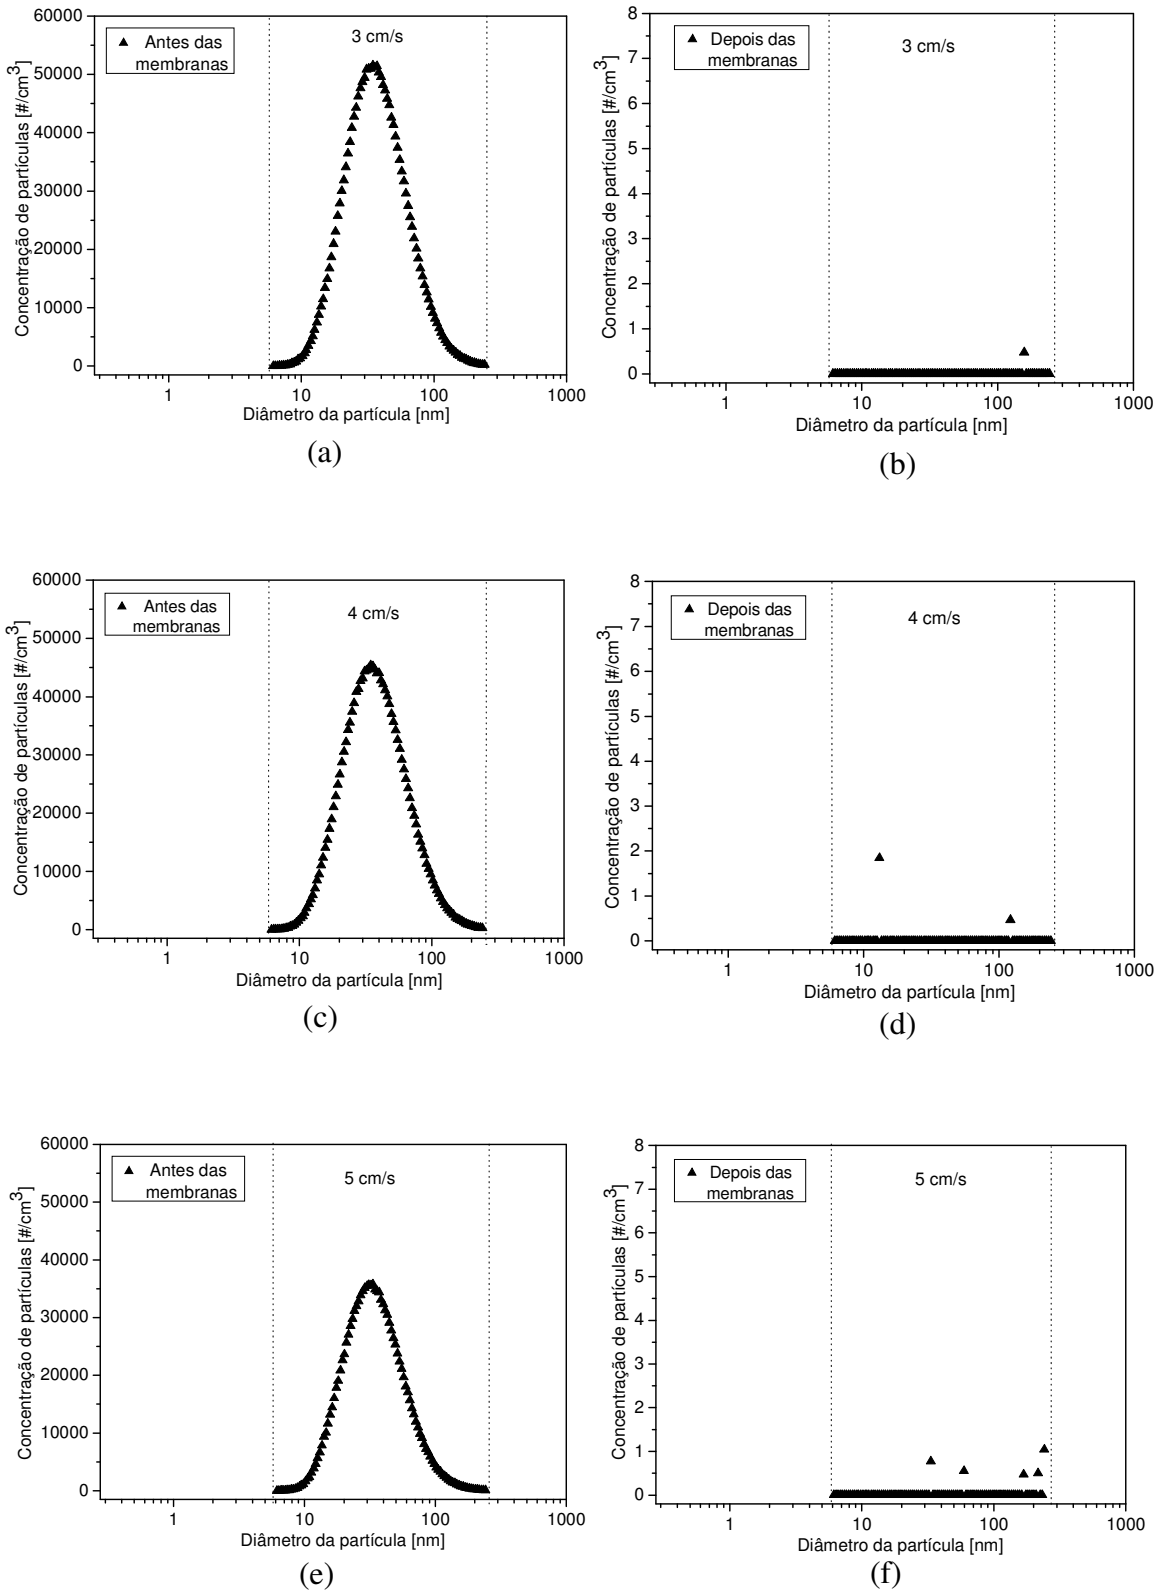 60000
50000
40000
30000
20000
10000
0
Concentração de partículas [#/cm3]
Antes das
membranas
3 cm/s
1
10
100
1000
Diâmetro da partícula [nm]
(a)
8
7
6
5
4
3
2
1
0
Concentração de partículas [#/cm3]
Depois das
membranas
3 cm/s
1
10
100
1000
Diâmetro da partícula [nm]
(b)
60000
50000
40000
30000
20000
10000
0
Concentração de partículas [#/cm3]
Antes das
membranas
4 cm/s
1
10
100
1000
Diâmetro da partícula [nm]
(c)
8
7
6
5
4
3
2
1
0
Concentração de partículas [#/cm3]
Depois das
membranas
4 cm/s
1
10
100
1000
Diâmetro da partícula [nm]
(d)
60000
50000
40000
30000
20000
10000
0
Concentração de partículas [#/cm3]
Antes das
membranas
5 cm/s
1
10
100
1000
Diâmetro da partícula [nm]
(e)
8
7
6
5
4
3
2
1
0
Concentração de partículas [#/cm3]
Depois das
membranas
5 cm/s
1
10
100
1000
Diâmetro da partícula [nm]
(f)